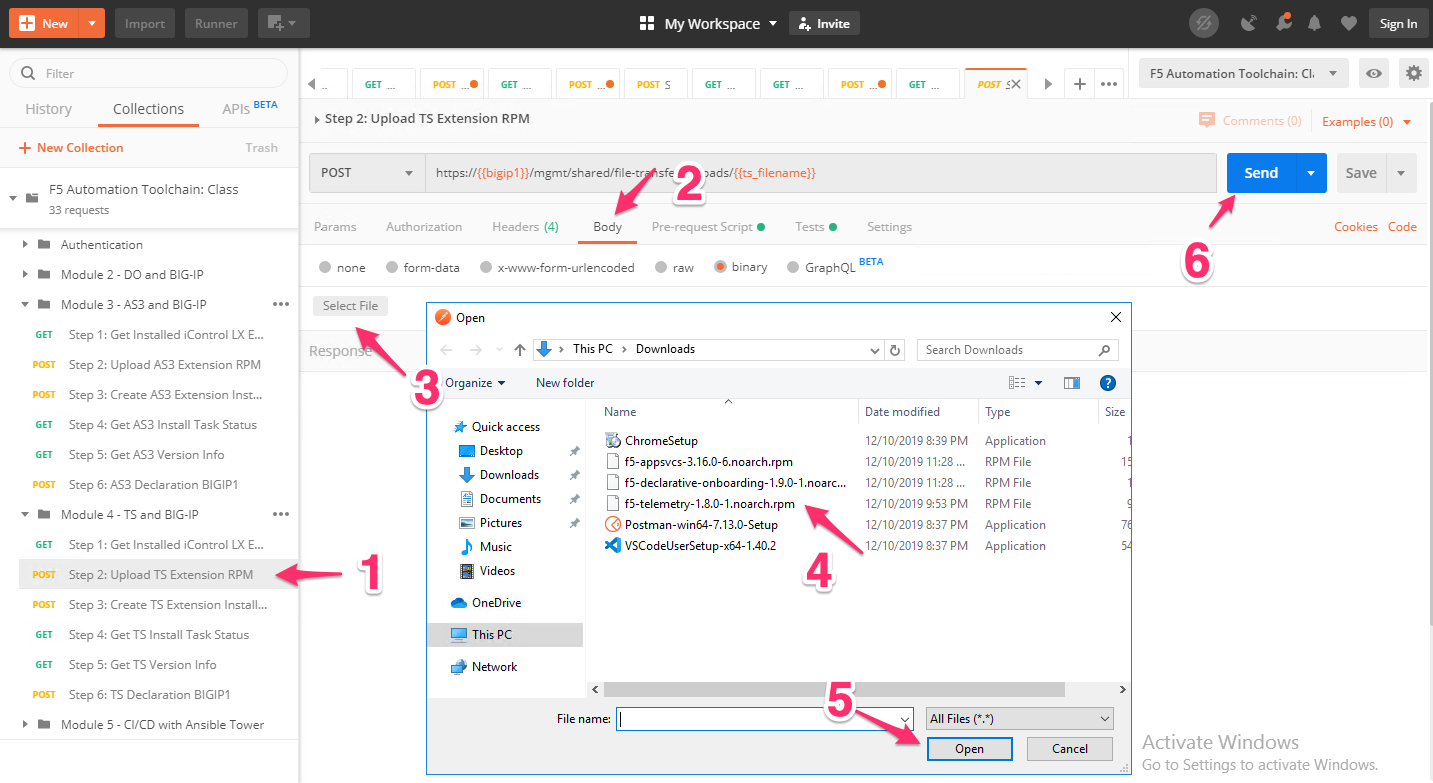 New
Import
Runner
My Workspace
Invite
Sign In
Filter
History
Collections
APIs BETA
New Collection
Trash
F5 Automation Toolchain: Class
33 requests
Authentication
Module 2 - DO and BIG-IP
Module 3 - AS3 and BIG-IP
GET Step 1: Get Installed iControl LX E...
POST Step 2: Upload AS3 Extension RPM
POST Step 3: Create AS3 Extension Inst...
GET Step 4: Get AS3 Install Task Status
GET Step 5: Get AS3 Version Info
POST Step 6: AS3 Declaration BIGIP1
Module 4 - TS and BIG-IP
GET Step 1: Get Installed iControl LX E...
POST Step 2: Upload TS Extension RPM
1
POST Step 3: Create TS Extension Install...
GET Step 4: Get TS Install Task Status
GET Step 5: Get TS Version Info
POST Step 6: TS Declaration BIGIP1
Module 5 - CI/CD with Ansible Tower
..
GET ...
POST ...
GET ...
POST ...
POST S
GET ...
GET ...
POST ...
GET ...
POST S
F5 Automation Toolchain: Cla
Step 2: Upload TS Extension RPM
Comments (0)
Examples (0)
POST
https://{{bigip1}}/mgmt/shared/file-transfe
ads/{{ts_filename}}
2
Send
Save
Params
Authorization
Headers (4)
Body
Pre-request Script
Tests
Settings
Cookies
Code
6
none
form-data
x-www-form-urlencoded
raw
binary
GraphQL BETA
Select File
3
Response
Open
This PC
Downloads
Search Downloads
Organize
New folder
Quick access
Desktop
Downloads
Documents
Pictures
Music
Videos
OneDrive
This PC
Network
Name Date modified Type Size
ChromeSetup 12/10/2019 8:39 PM Application 1
f5-appsvcs-3.16.0-6.noarch.rpm 12/10/2019 11:28 ... RPM File 15
f5-declarative-onboarding-1.9.0-1.noarc... 12/10/2019 11:28 ... RPM File 1
f5-telemetry-1.8.0-1.noarch.rpm 12/10/2019 9:53 PM RPM File 9
Postman-win64-7.13.0-Setup 12/10/2019 8:37 PM Application 76
VSCodeUserSetup-x64-1.40.2 12/10/2019 8:37 PM Application 54
4
5
File name:
All Files (*.*)
Open
Cancel
Activate Windows
Go to Settings to activate Windows.